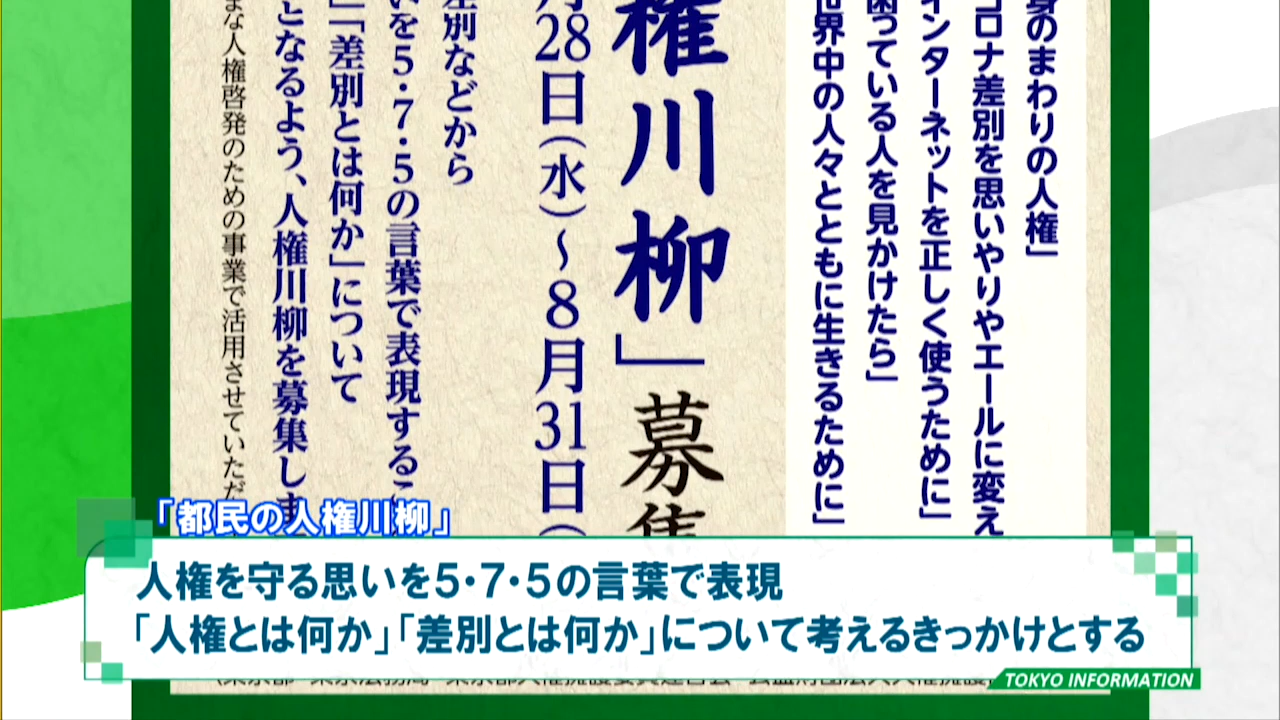 身のまわりの人権」
コロナ差別を思いやりやエールに変え
インターネットを正しく使うために」
困っている人を見かけたら」
世界中の人々とともに生きるために」
権川柳」募集
月28日（水）～8月31日（
差別などから
いを5・7・5の言葉で表現するこ
」「差別とは何か」について
となるよう、人権川柳を募集しま
まな人権啓発のための事業で活用させていただ
「都民の人権川柳」
人権を守る思いを5・7・5の言葉で表現
「人権とは何か」「差別とは何か」について考えるきっかけとする
TOKYO INFORMATION